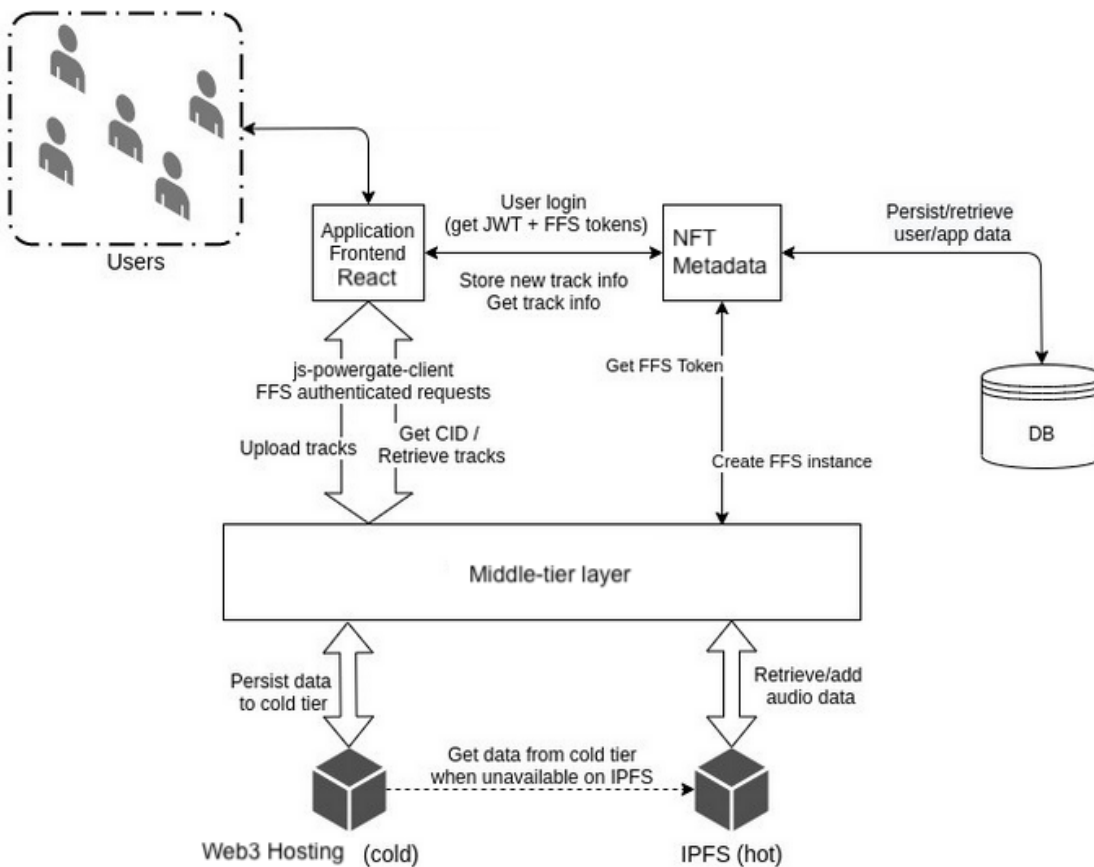 Users
Application
Frontend
React
User login
(get JWT + FFS tokens)
Store new track info
Get track info
NFT
Metadata
Persist/retrieve
user/app data
DB
js-powergate-client
FFS authenticated requests
Upload tracks
Get CID /
Retrieve tracks
Get FFS Token
Create FFS instance
Middle-tier layer
Persist data
to cold tier
Retrieve/add
audio data
Get data from cold tier
when unavailable on IPFS
Web3 Hosting (cold)
IPFS (hot)